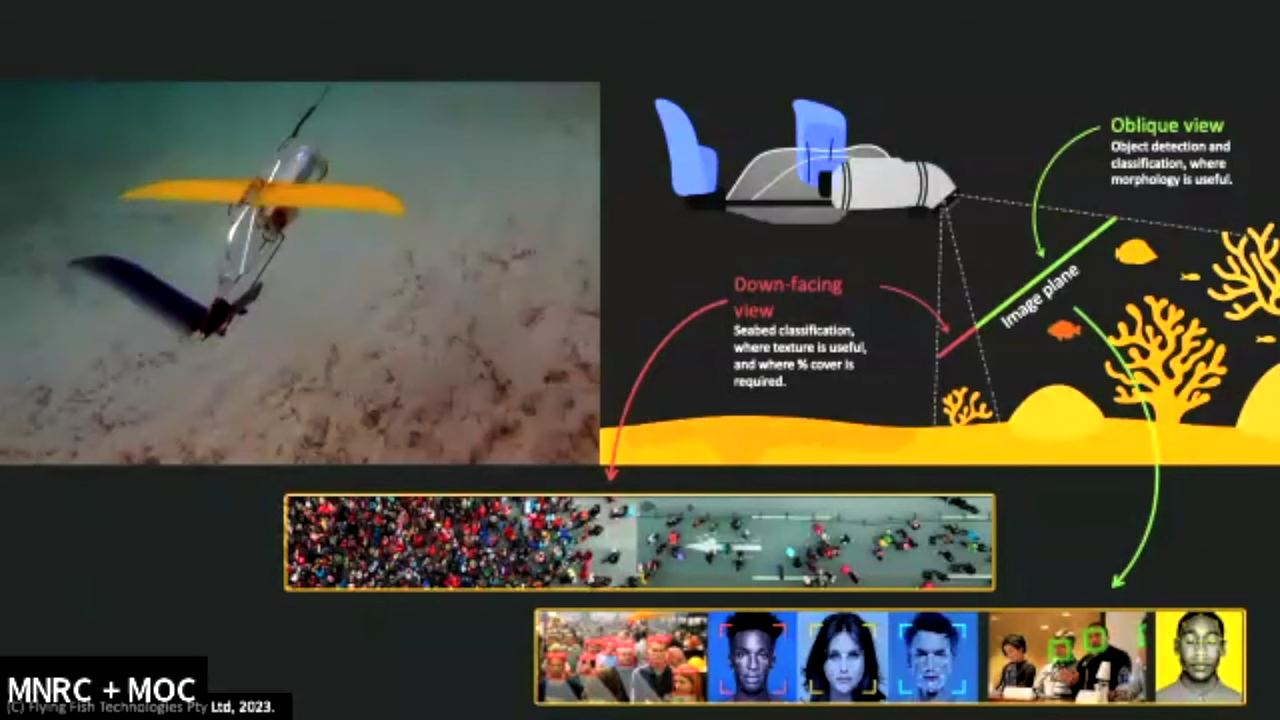 Oblique view
Object detection and
classification, where
morphology is useful.
Down-facing
view
Seabed classification,
where texture is useful,
and where % cover is
required.
Image plane
MNRC + MOC
(C) Flying Fish Technologies Pty Ltd, 2023.